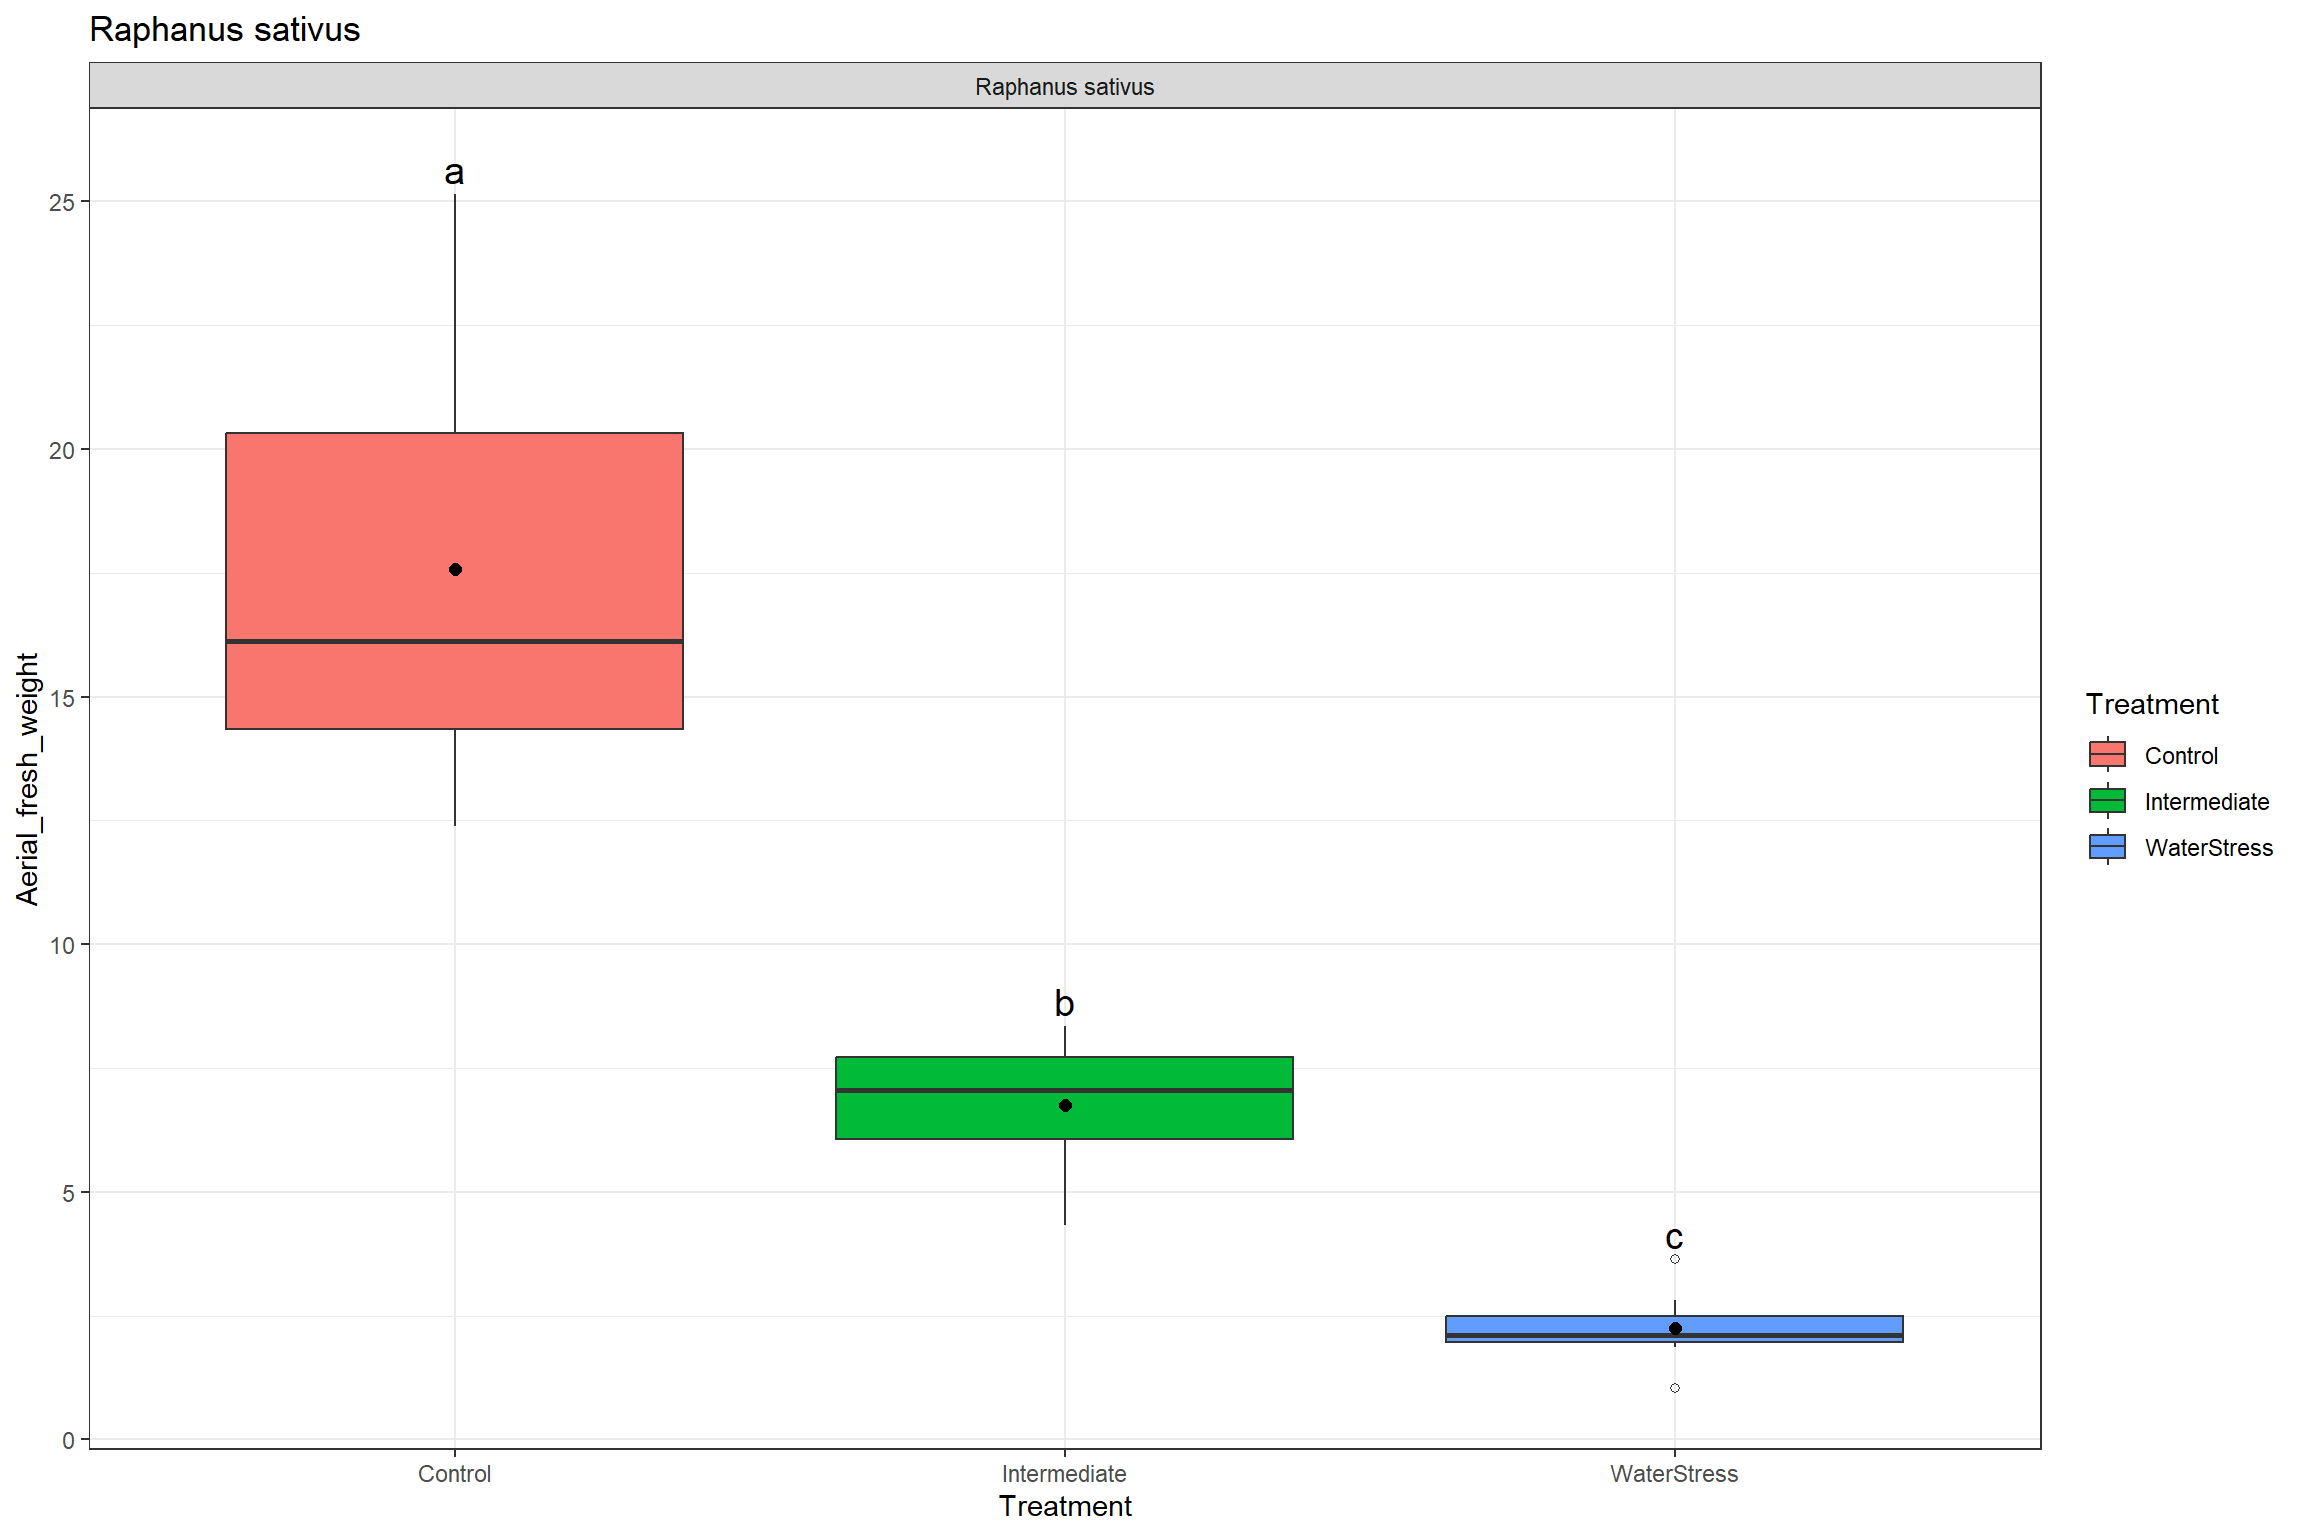 Raphanus sativus
Raphanus sativus
a
b
c
25
20
15
10
5
0
Aerial_fresh_weight
Control
Intermediate
WaterStress
Treatment
Treatment
Control
Intermediate
WaterStress